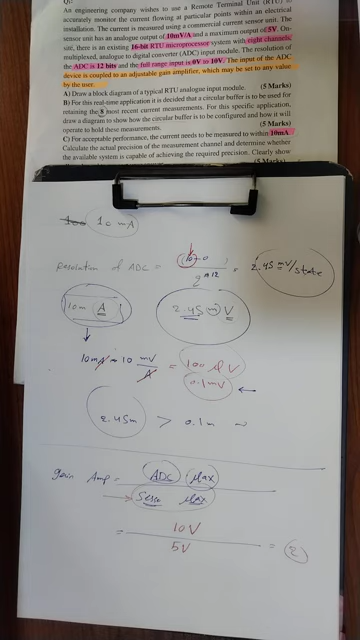 An engineering company wishes to use a Remote Terminal Unit (RTU) to
accurately monitor the current flowing at particular points within an electrical
installation. The current is measured using a commercial current sensor unit. The
sensor unit has an analogue output of 10mV/A and a maximum output of 5V. On-
site, there is an existing 16-bit RTU microprocessor system with eight channels
multiplexed, analogue to digital converter (ADC) input module. The resolution of
the ADC is 12 bits and the full range input is 0V to 10V. The input of the ADC
device is coupled to an adjustable gain amplifier, which may be set to any value
by the user.
A) Draw a block diagram of a typical RTU analogue input module. (5 Marks)
B) For this real-time application it is decided that a circular buffer is to be used for
retaining the 8 most recent current measurements. For this specific application,
draw a diagram to show how the circular buffer is to be configured and how it will
operate to hold these measurements. (5 Marks)
C) For acceptable performance, the current needs to be measured to within 10mA
Calculate the actual precision of the measurement channel and determine whether
the available system is capable of achieving the required precision. Clearly show
(5 Marks
10 mA
Resolution of ADC = 10-0 / 2^12 = 2.45 mV/state
10m A 2.45 m V
10mA × 10 mV/A = 100 μV
0.1mV ←
2.45m > 0.1m
Gain Amp = ADC Max
Sense Max
= 10V / 5V = 2